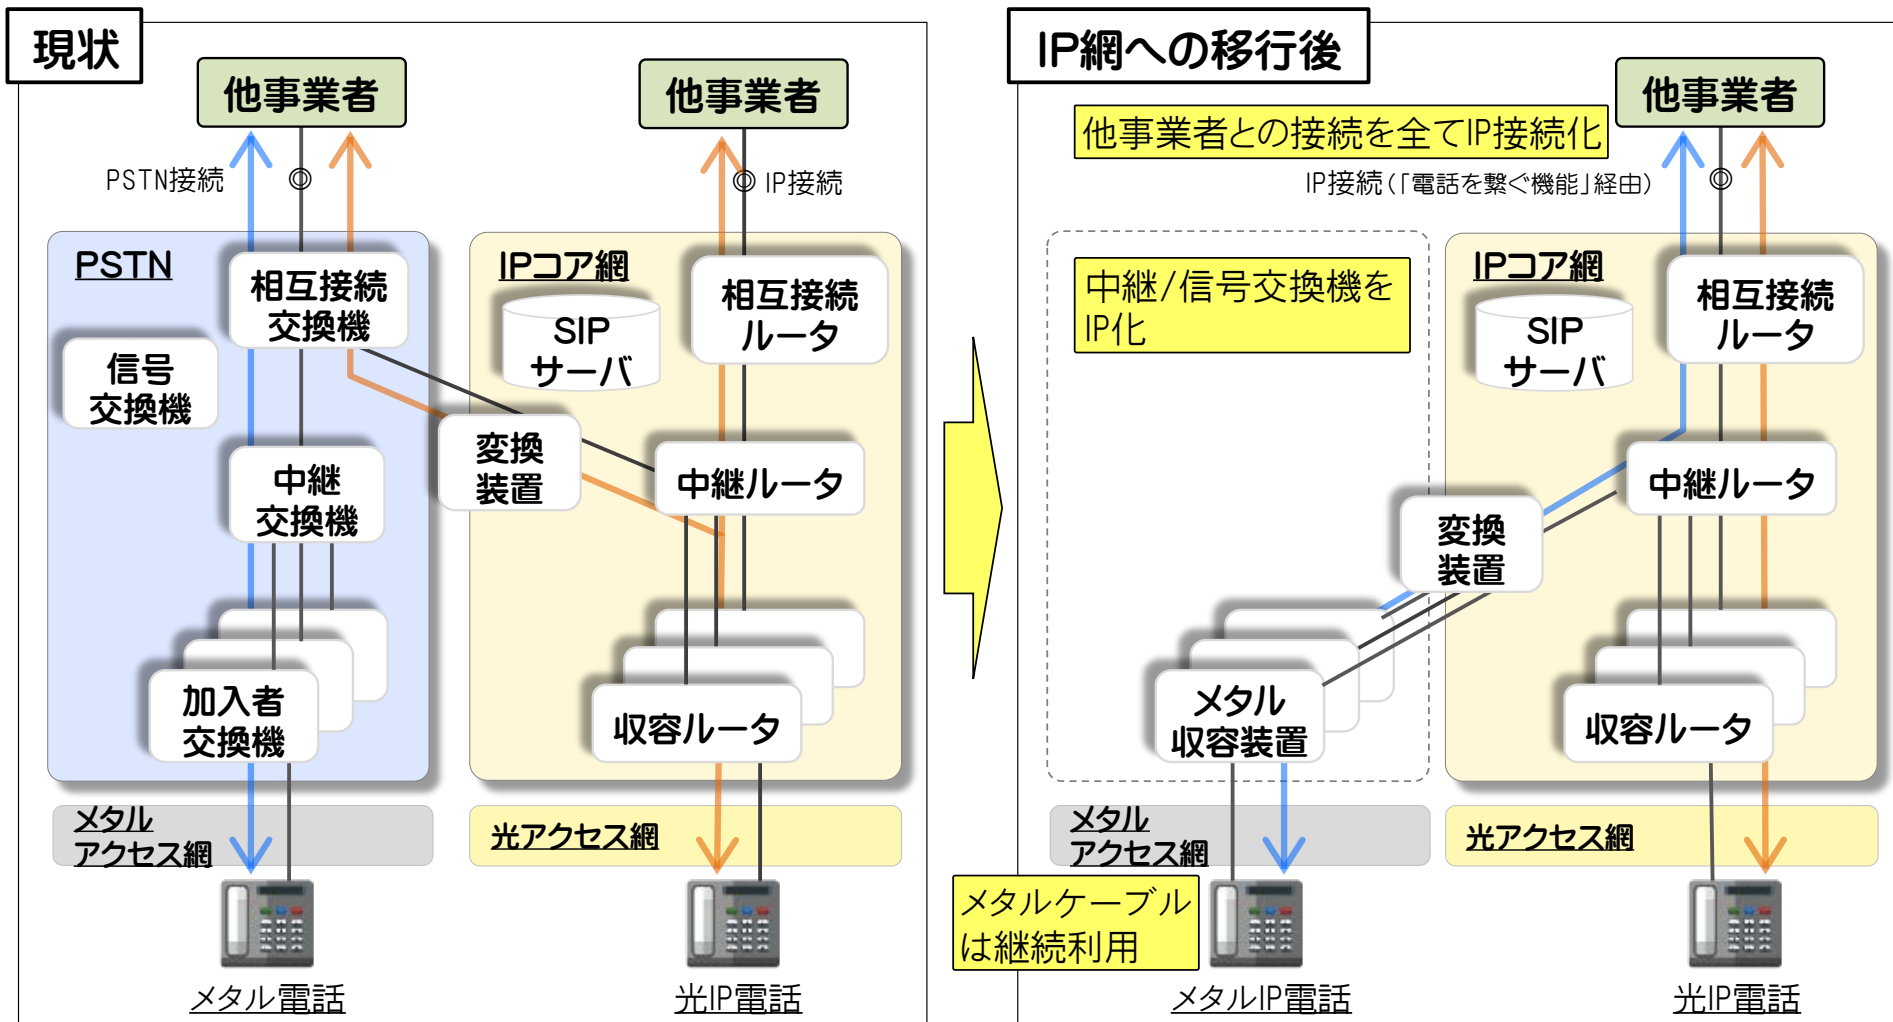 現状
他事業者
他事業者
PSTN接続
IP接続
PSTN
相互接続
交換機
信号
交換機
中継
交換機
加入者
交換機
変換
装置
IPコア網
SIP
サーバ
相互接続
ルータ
中継ルータ
収容ルータ
メタル
アクセス網
光アクセス網
メタル電話
光IP電話
IP網への移行後
他事業者
他事業者との接続を全てIP接続化
IP接続(「電話を繋ぐ機能」経由)
中継/信号交換機を
IP化
IPコア網
SIP
サーバ
相互接続
ルータ
中継ルータ
変換
装置
メタル
収容装置
収容ルータ
メタル
アクセス網
光アクセス網
メタルケーブル
は継続利用
メタルIP電話
光IP電話